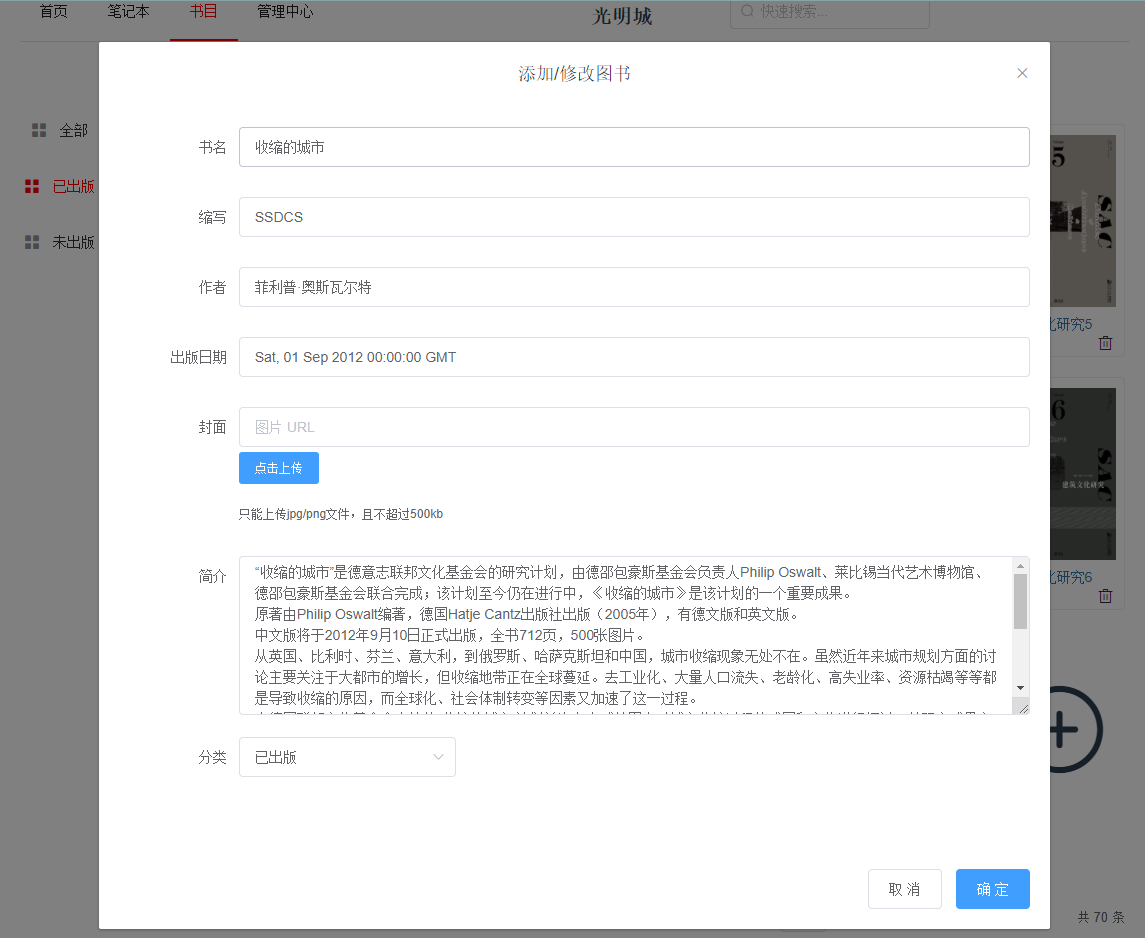 首页 笔记本 书目 管理中心 光明城 快速搜索...
添加/修改图书
全部
已出版
未出版
书名 收缩的城市
缩写 SSDCS
作者 菲利普·奥斯瓦尔特
出版日期 Sat, 01 Sep 2012 00:00:00 GMT
封面 图片 URL
点击上传
只能上传jpg/png文件，且不超过500kb
简介 “收缩的城市”是德意志联邦文化基金会的研究计划，由德邵包豪斯基金会负责人Philip Oswalt、莱比锡当代艺术博物馆、
德邵包豪斯基金会联合完成；该计划至今仍在进行中，《收缩的城市》是该计划的一个重要成果。
原著由Philip Oswalt编著，德国Hatje Cantz出版社出版（2005年），有德文版和英文版。
中文版将于2012年9月10日正式出版，全书712页，500张图片。
从英国、比利时、芬兰、意大利，到俄罗斯、哈萨克斯坦和中国，城市收缩现象无处不在。虽然近年来城市规划方面的讨
论主要关注于大都市的增长，但收缩地带正在全球蔓延。去工业化、大量人口流失、老龄化、高失业率、资源枯竭等等都
是导致收缩的原因，而全球化、社会体制转变等因素又加速了这一过程。
分类 已出版
取消 确定
5
SAC
化研究5
6
SAC
建筑文化研究
化研究6
共 70 条